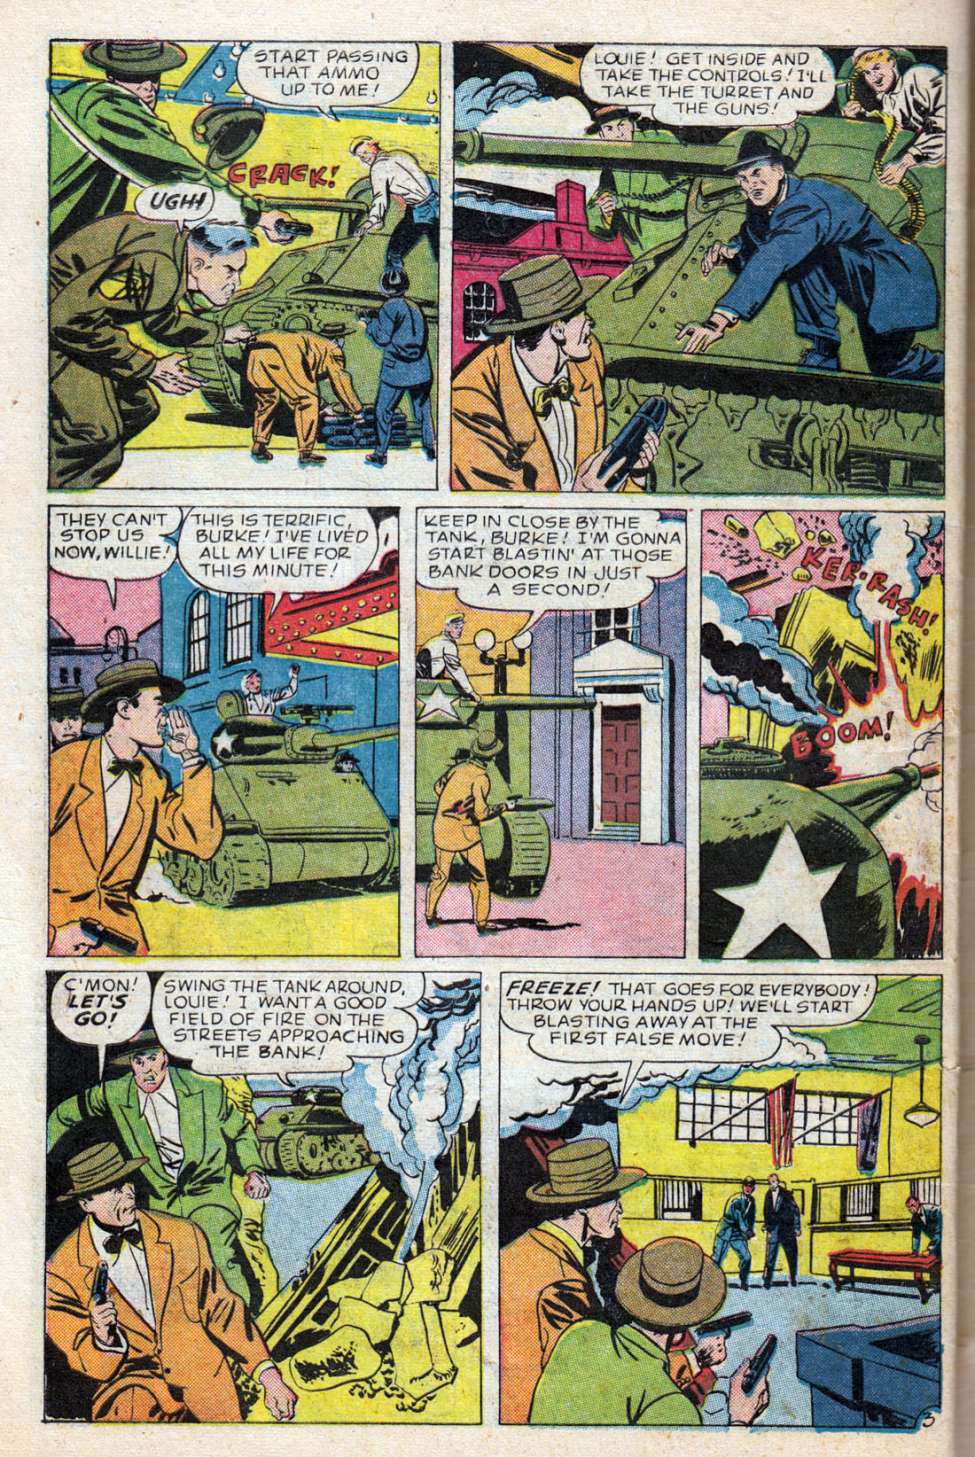 START PASSING
THAT AMMO
UP TO ME!
CRACK!
UGH!
LOUIE! GET INSIDE AND
TAKE THE CONTROLS! I'LL
TAKE THE TURRET AND
THE GUNS!
THEY CAN'T
STOP US
NOW, WILLIE!
THIS IS TERRIFIC,
BURKE! I'VE LIVED
ALL MY LIFE FOR
THIS MINUTE!
KEEP IN CLOSE BY THE
TANK, BURKE! I'M GONNA
START BLASTIN' AT THOSE
BANK DOORS IN JUST
A SECOND!
KER-RASH!
BOOM!
C'MON!
LET'S
GO!
SWING THE TANK AROUND,
LOUIE! I WANT A GOOD
FIELD OF FIRE ON THE
STREETS APPROACHING
THE BANK!
FREEZE! THAT GOES FOR EVERYBODY!
THROW YOUR HANDS UP! WE'LL START
BLASTING AWAY AT THE
FIRST FALSE MOVE!
3